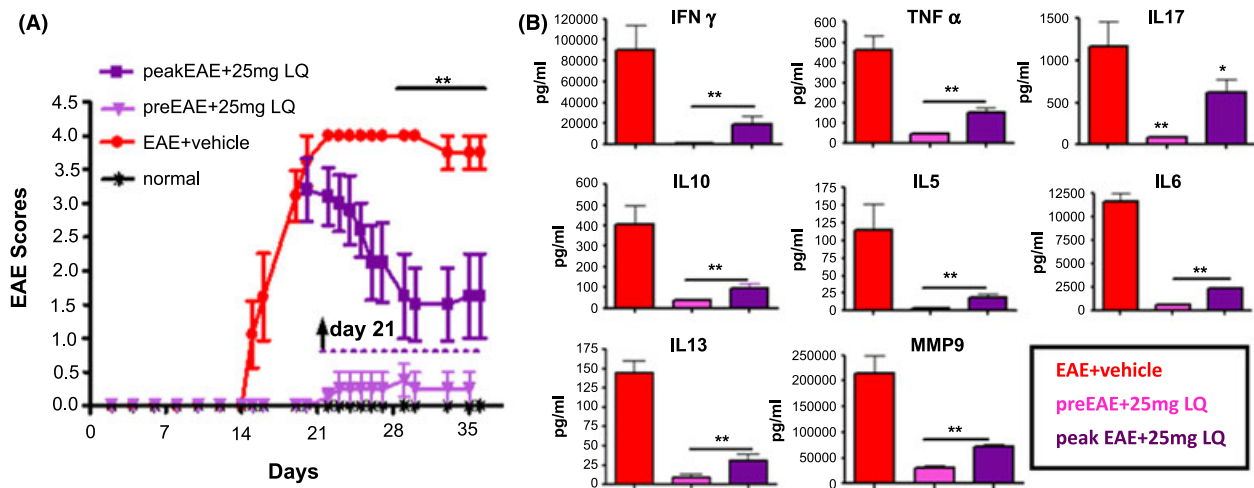 (A)
peakEAE+25mg LQ
preEAE+25mg LQ
EAE+vehicle
normal
**
4.5
4.0
3.5
3.0
2.5
2.0
1.5
1.0
0.5
0.0
EAE Scores
day 21
0 7 14 21 28 35
Days
(B)
IFN γ
120000
100000
80000
60000
40000
20000
0
pg/ml
**
TNF α
600
500
400
300
200
100
0
pg/ml
**
IL17
1500
1000
500
0
pg/ml
**
*
IL10
600
500
400
300
200
100
0
pg/ml
**
IL5
175
150
125
100
75
50
25
0
pg/ml
**
IL6
12500
10000
7500
5000
2500
0
pg/ml
**
IL13
175
150
125
100
75
50
25
0
pg/ml
**
MMP9
250000
200000
150000
100000
50000
0
pg/ml
**
EAE+vehicle
preEAE+25mg LQ
peak EAE+25mg LQ